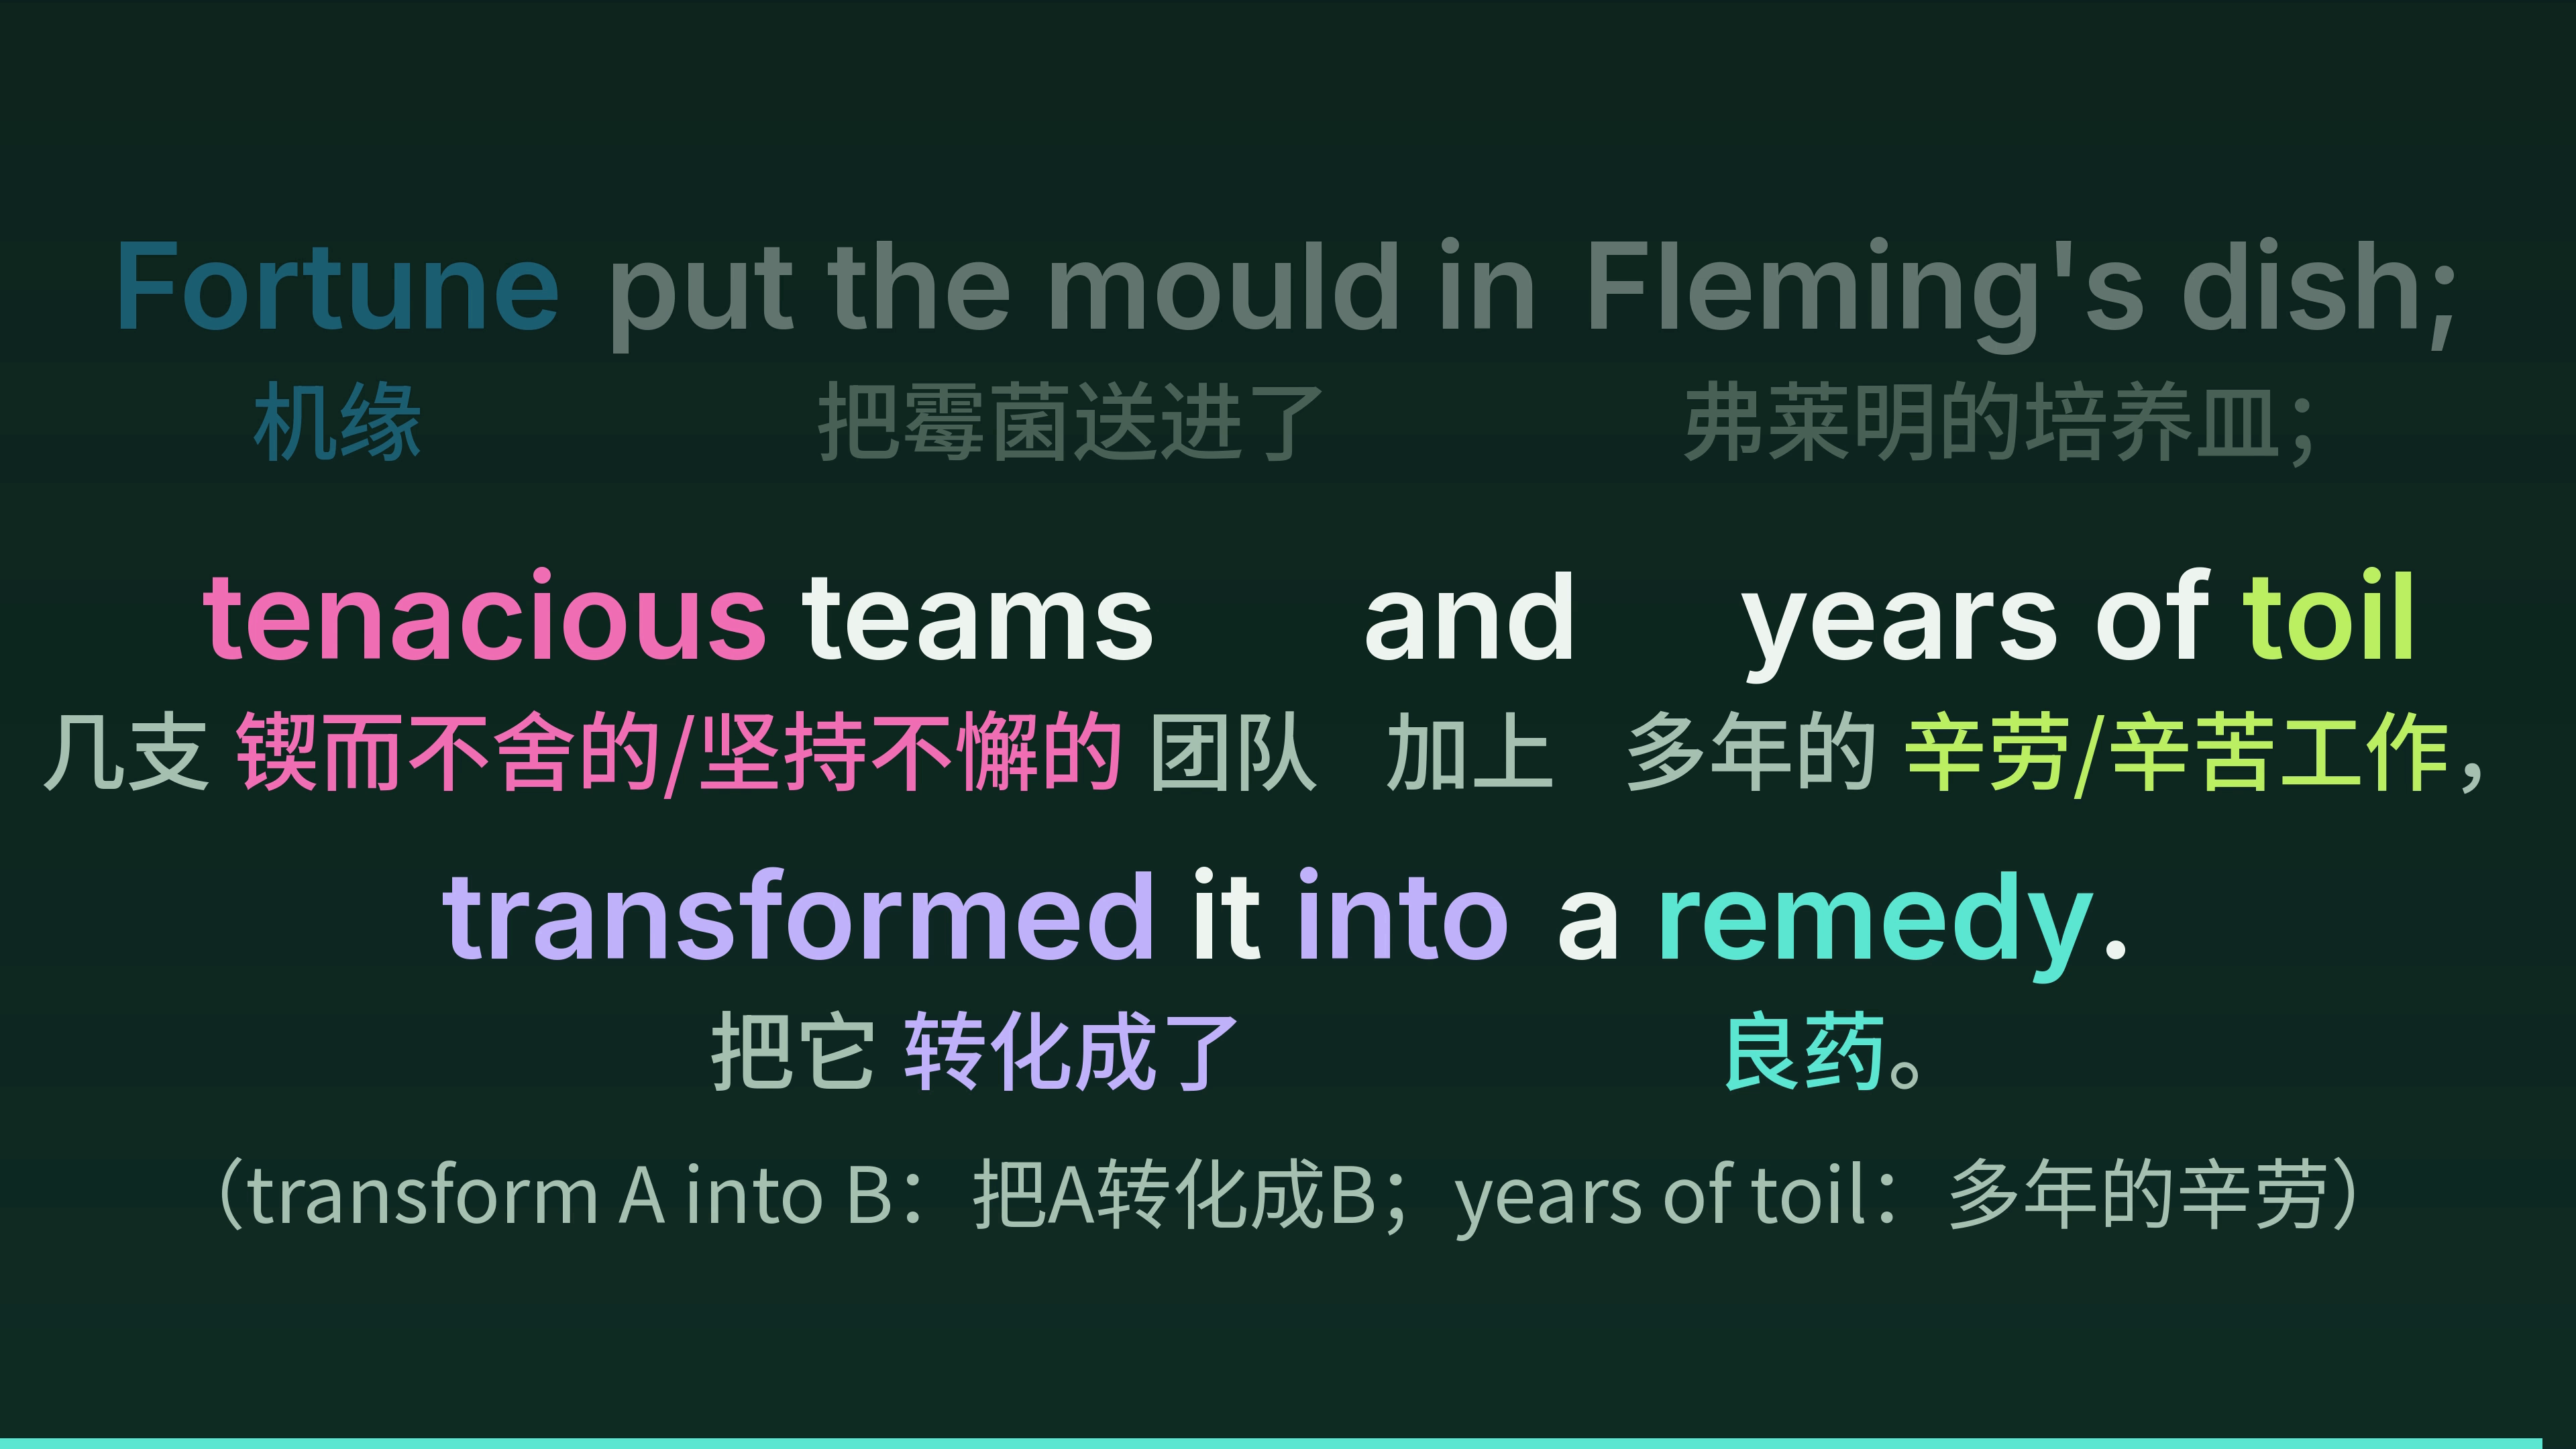 Fortune put the mould in Fleming's dish;
机缘 把霉菌送进了 弗莱明的培养皿；
tenacious teams and years of toil
几支 锲而不舍的/坚持不懈的 团队 加上 多年的 辛劳/辛苦工作，
transformed it into a remedy.
把它 转化成了 良药。
（transform A into B：把A转化成B；years of toil：多年的辛劳）